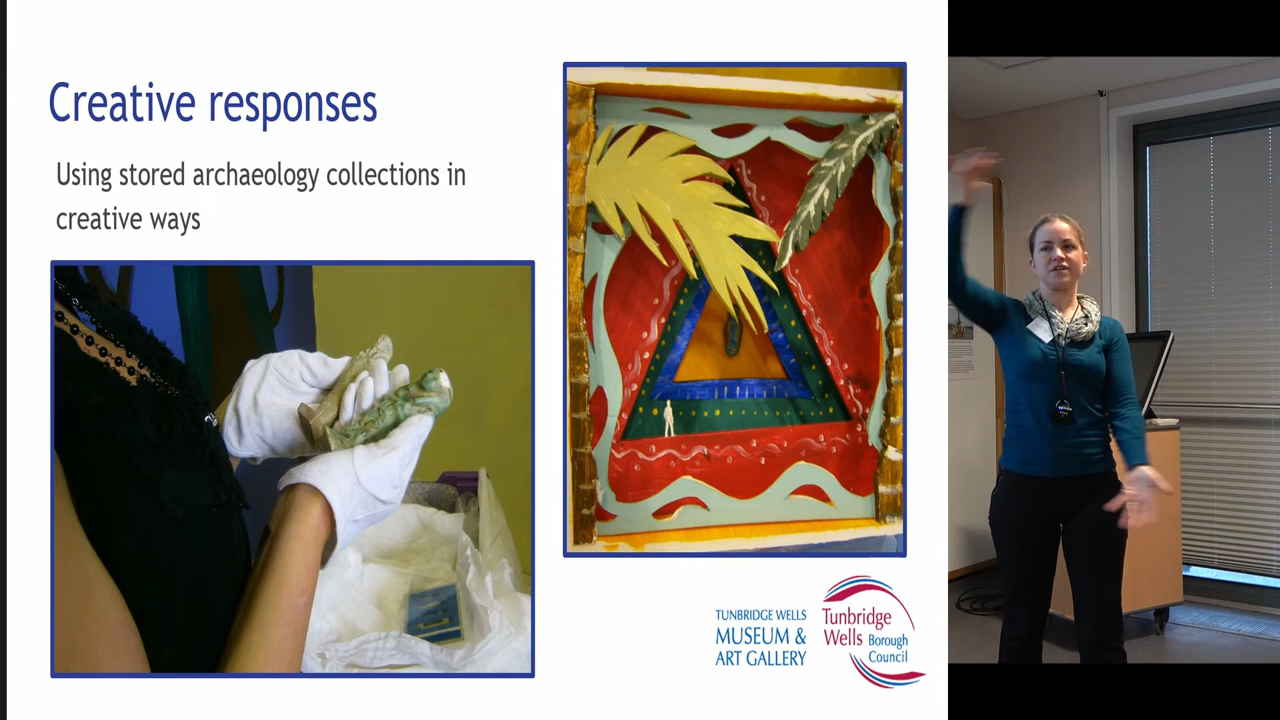 Creative responses
Using stored archaeology collections in
creative ways
TUNBRIDGE WELLS
MUSEUM &
ART GALLERY
Tunbridge
Wells Borough
Council